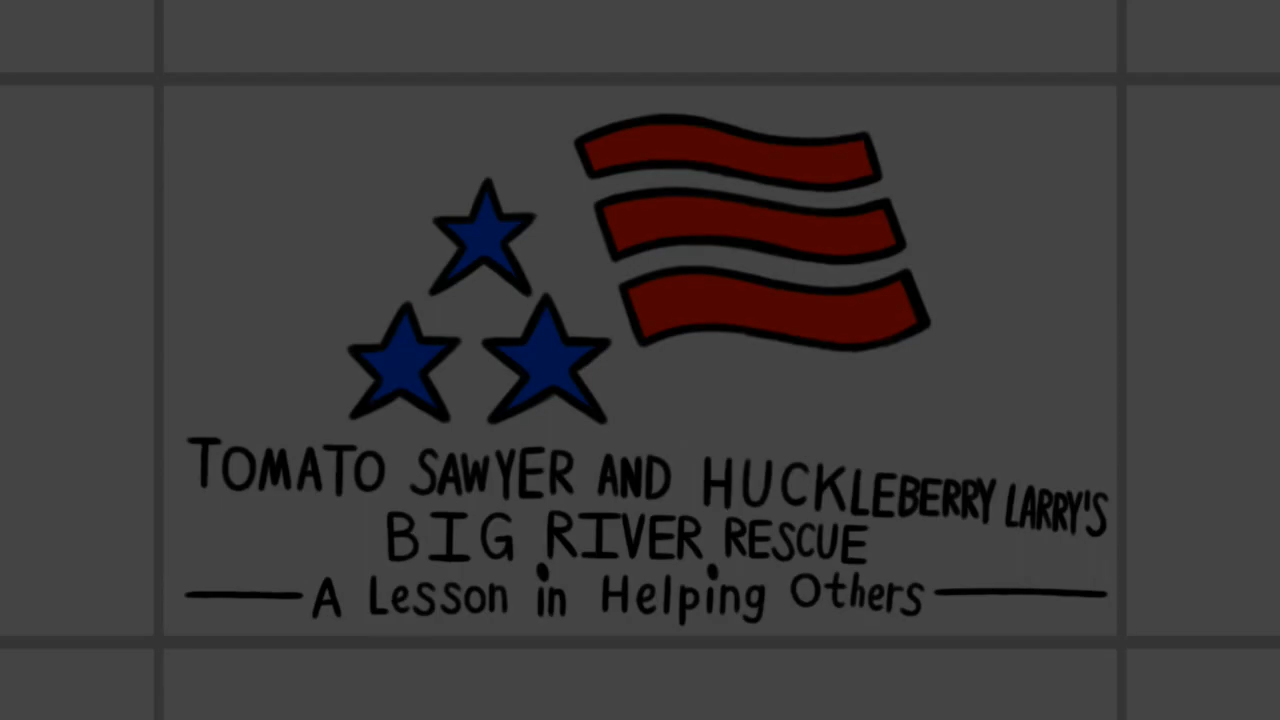 TOMATO SAWYER AND HUCKLEBERRY LARRY'S
BIG RIVER RESCUE
A Lesson in Helping Others